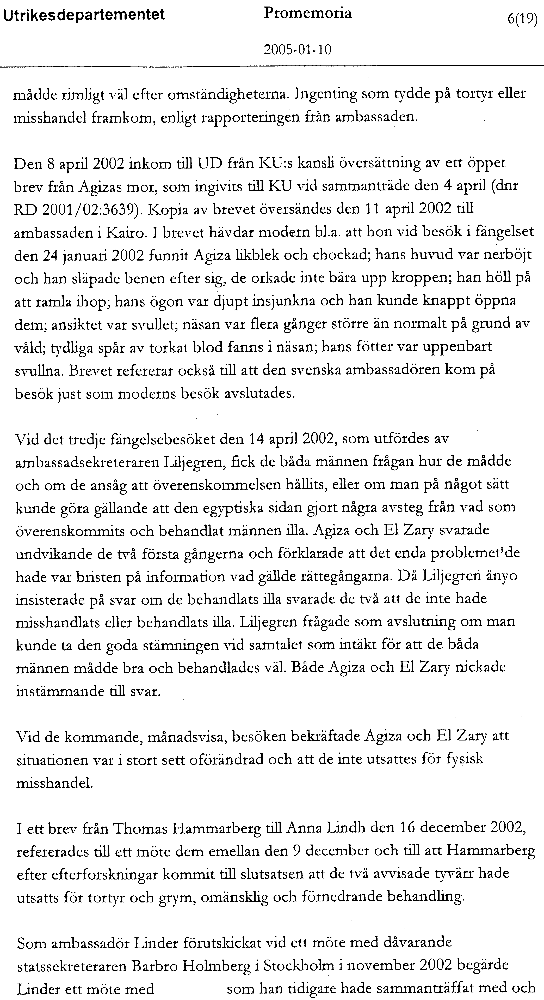 Utrikesdepartementet Promemoria 6(19)
2005-01-10
mådde rimligt väl efter omständigheterna. Ingenting som tydde på tortyr eller
misshandel framkom, enligt rapporteringen från ambassaden.
Den 8 april 2002 inkom till UD från KU:s kansli översättning av ett öppet
brev från Agizas mor, som ingivits till KU vid sammanträde den 4 april (dnr
RD 2001/02:3639). Kopia av brevet översändes den 11 april 2002 till
ambassaden i Kairo. I brevet hävdar modern bl.a. att hon vid besök i fängelset
den 24 januari 2002 funnit Agiza likblek och chockad; hans huvud var nerböjt
och han släpade benen efter sig, de orkade inte bära upp kroppen; han höll på
att ramla ihop; hans ögon var djupt insjunkna och han kunde knappt öppna
dem; ansiktet var svullet; näsan var flera gånger större än normalt på grund av
våld; tydliga spår av torkat blod fanns i näsan; hans fötter var uppenbart
svullna. Brevet refererar också till att den svenska ambassadören kom på
besök just som moderns besök avslutades.
Vid det tredje fängelsebesöket den 14 april 2002, som utfördes av
ambassadsekreteraren Liljegren, fick de båda männen frågan hur de mådde
och om de ansåg att överenskommelsen hållits, eller om man på något sätt
kunde göra gällande att den egyptiska sidan gjort några avsteg från vad som
överenskommits och behandlat männen illa. Agiza och El Zary svarade
undvikande de två första gångerna och förklarade att det enda problemet de
hade var bristen på information vad gällde rättegångarna. Då Liljegren ånyo
insisterade på svar om de behandlats illa svarade de två att de inte hade
misshandlats eller behandlats illa. Liljegren frågade som avslutning om man
kunde ta den goda stämningen vid samtalet som intäkt för att de båda
männen mådde bra och behandlades väl. Både Agiza och El Zary nickade
instämmande till svar.
Vid de kommande, månadsvisa, besöken bekräftade Agiza och El Zary att
situationen var i stort sett oförändrad och att de inte utsattes för fysisk
misshandel.
I ett brev från Thomas Hammarberg till Anna Lindh den 16 december 2002,
refererades till ett möte dem emellan den 9 december och till att Hammarberg
efter efterforskningar kommit till slutsatsen att de två avvisade tyvärr hade
utsatts för tortyr och grym, omänsklig och förnedrande behandling.
Som ambassadör Linder förutskickat vid ett möte med dåvarande
statssekreteraren Barbro Holmberg i Stockholm i november 2002 begärde
Linder ett möte med som han tidigare hade sammanträffat med och